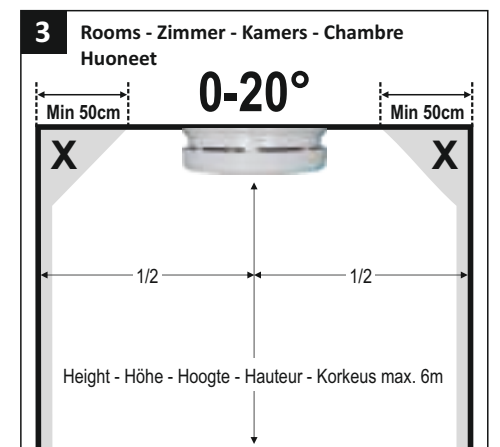 3
Rooms - Zimmer - Kamers - Chambre
Huoneet
0-20°
Min 50cm
Min 50cm
X
X
1/2
1/2
Height - Höhe - Hoogte - Hauteur - Korkeus max. 6m